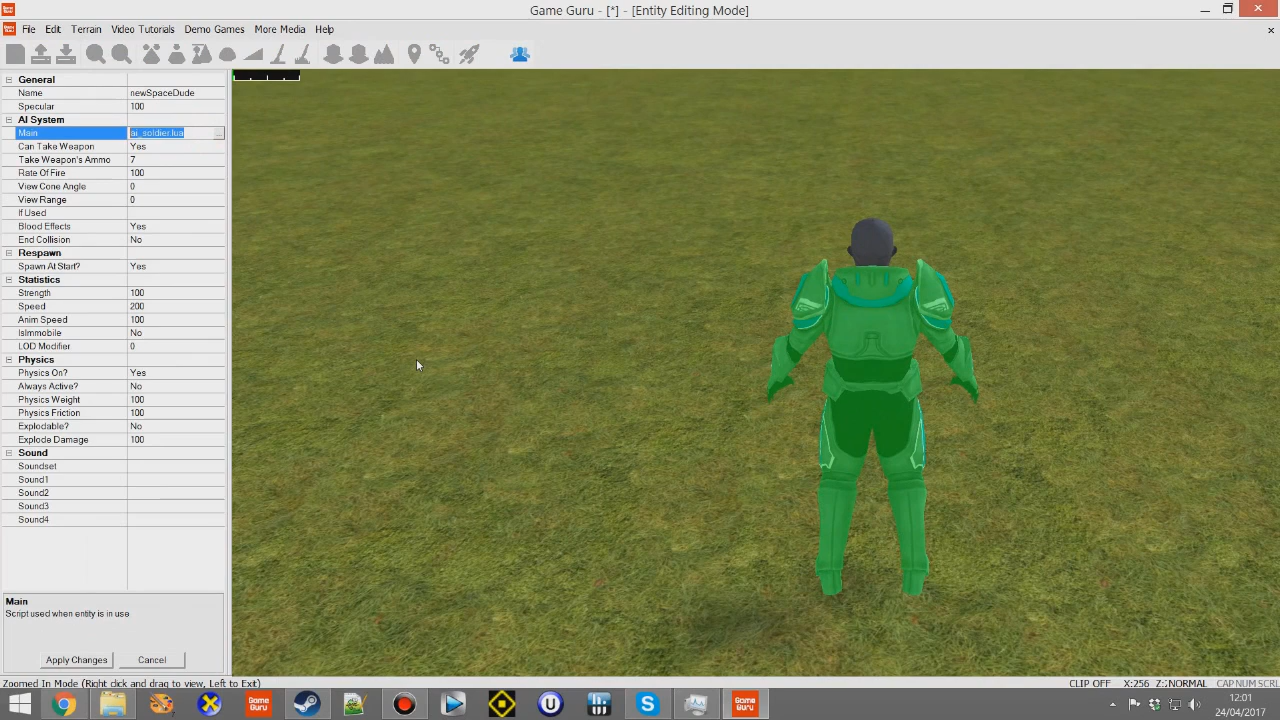 Game Guru - [*] - [Entity Editing Mode]
File Edit Terrain Video Tutorials Demo Games More Media Help
General
Name newSpaceDude
Specular 100
AI System
Main ai_soldier.lua ...
Can Take Weapon Yes
Take Weapon's Ammo 7
Rate Of Fire 100
View Cone Angle 0
View Range 0
If Used
Blood Effects Yes
End Collision No
Respawn
Spawn At Start? Yes
Statistics
Strength 100
Speed 200
Anim Speed 100
IsImmobile No
LOD Modifier 0
Physics
Physics On? Yes
Always Active? No
Physics Weight 100
Physics Friction 100
Explodable? No
Explode Damage 100
Sound
Soundset
Sound1
Sound2
Sound3
Sound4
Main
Script used when entity is in use
Apply Changes Cancel
Zoomed In Mode (Right click and drag to view, Left to Exit) CLIP OFF X:256 Z:NORMAL CAP NUM SCRL
GAME GURU
GAME GURU
12:01
24/04/2017